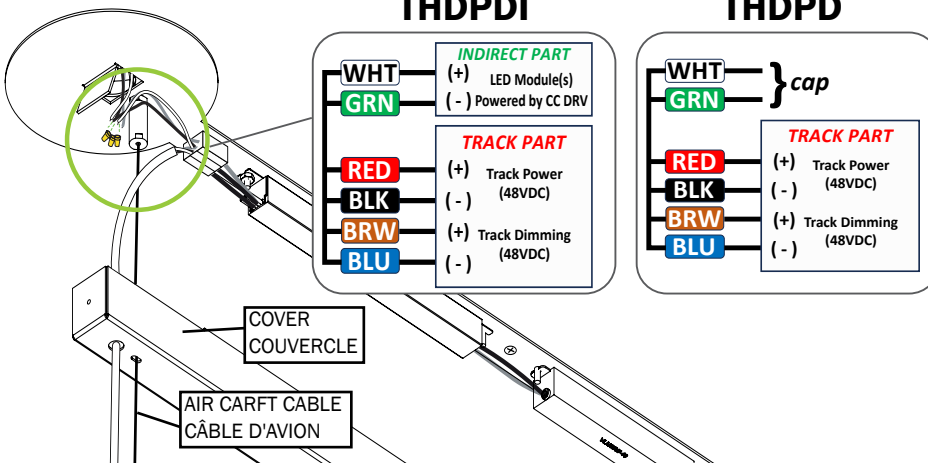 THDPDI
INDIRECT PART
WHT (+) LED Module(s)
GRN (-) Powered by CC DRV
TRACK PART
RED (+) Track Power
(48VDC)
BLK (-)
BRW (+) Track Dimming
(48VDC)
BLU (-)
THDPD
WHT
cap
GRN
TRACK PART
RED (+) Track Power
(48VDC)
BLK (-)
BRW (+) Track Dimming
(48VDC)
BLU (-)
COVER
COUVERCLE
AIR CARFT CABLE
CÂBLE D'AVION